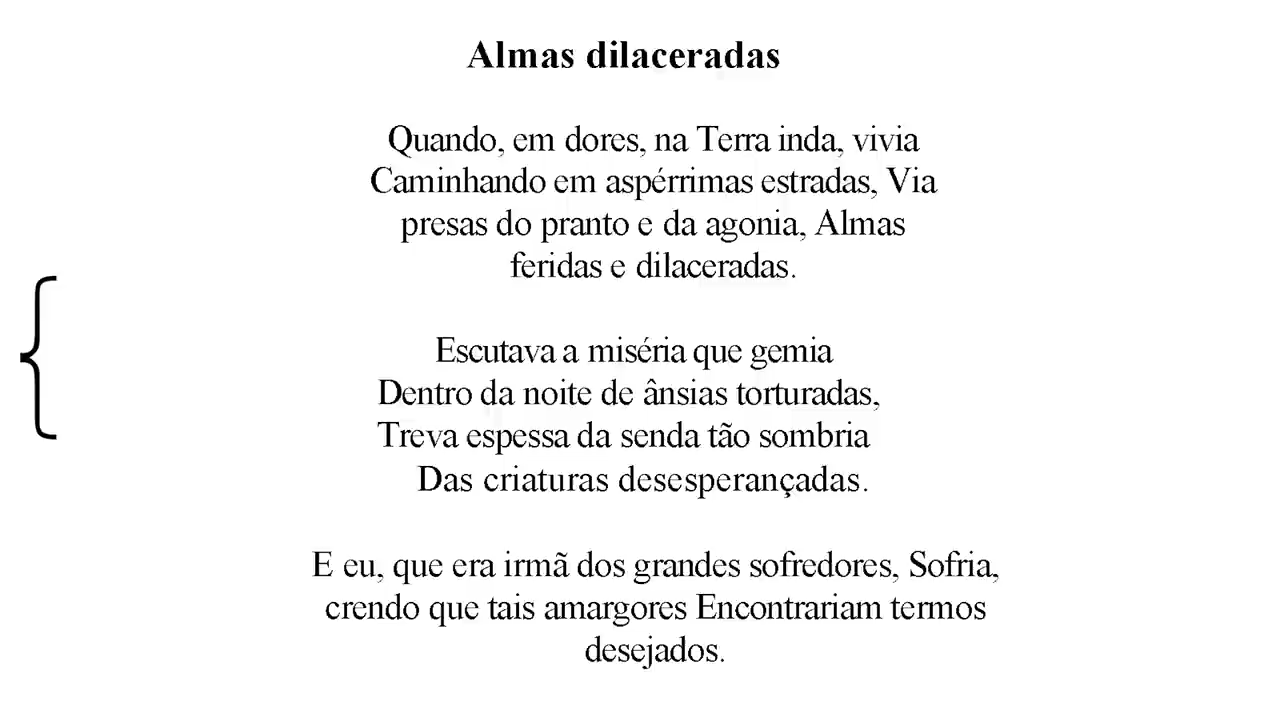 Almas dilaceradas
Quando, em dores, na Terra inda, vivia
Caminhando em aspérrimas estradas, Via
presas do pranto e da agonia, Almas
feridas e dilaceradas.
Escutava a miséria que gemia
Dentro da noite de ânsias torturadas,
Treva espessa da senda tão sombria
Das criaturas desesperançadas.
E eu, que era irmã dos grandes sofredores, Sofria,
crendo que tais amargores Encontrariam termos
desejados.